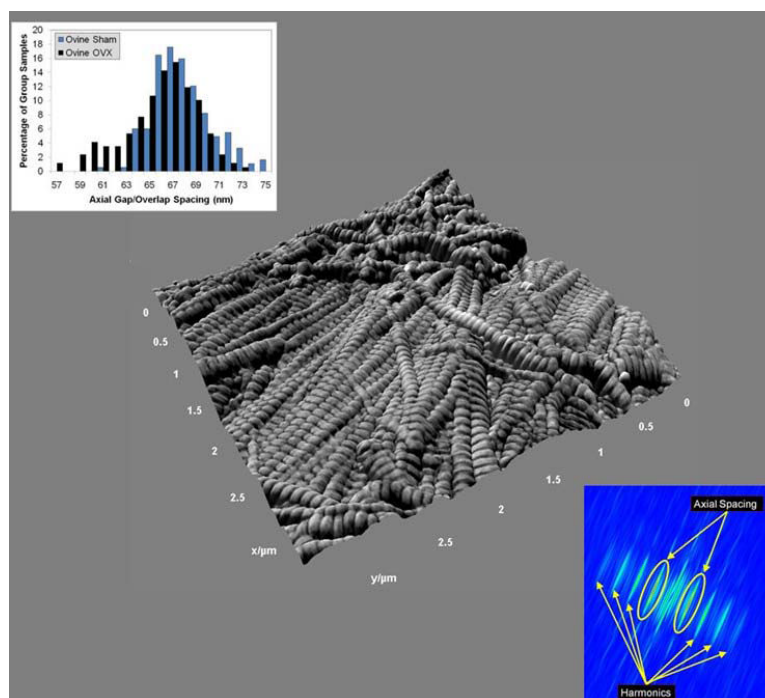 Ovine Sham
Ovine OVX
Percentage of Group Samples
20
18
16
14
12
10
8
6
4
2
0
57 59 61 63 65 67 69 71 73 75
Axial Gap/Overlap Spacing (nm)
0
0.5
1
1.5
2
2.5
x/µm
0
0.5
1
1.5
2
2.5
y/µm
Axial Spacing
Harmonics